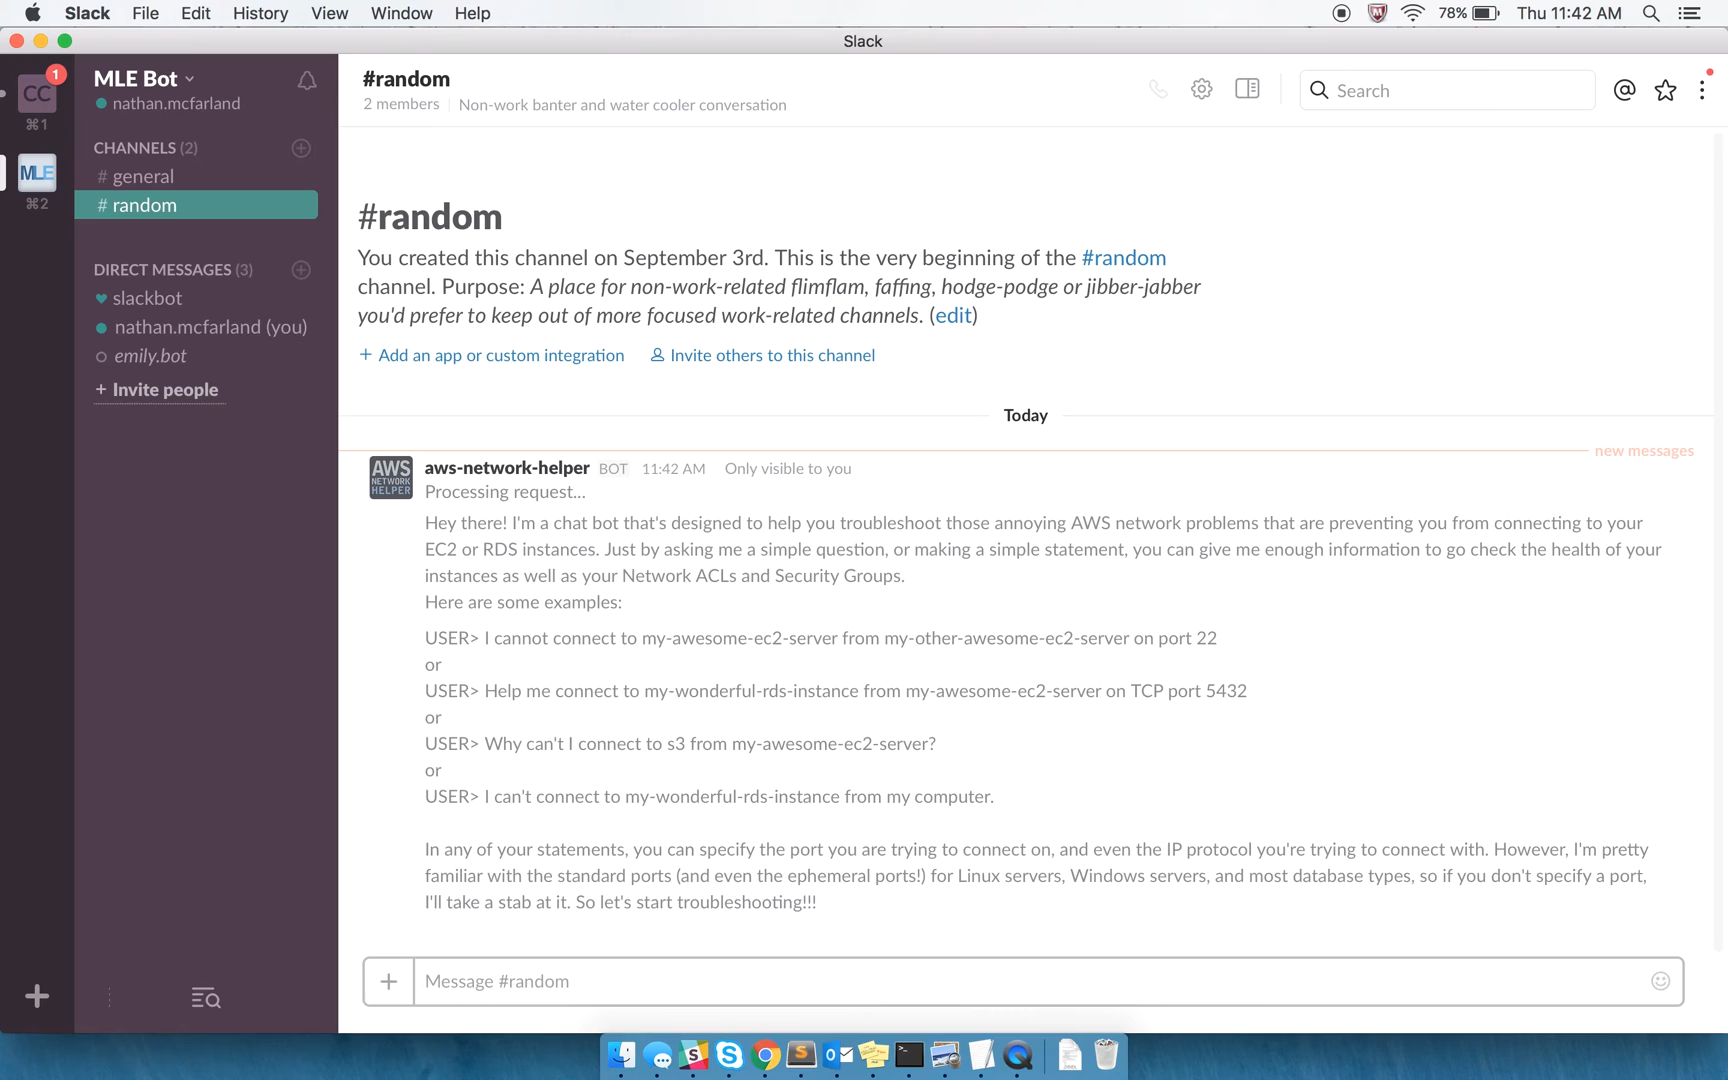 Slack File Edit History View Window Help 78% Thu 11:42 AM
Slack
1
CC
⌘1
MLE
⌘2
MLE Bot
nathan.mcfarland
CHANNELS (2)
# general
# random
DIRECT MESSAGES (3)
slackbot
nathan.mcfarland (you)
emily.bot
+ Invite people
#random
2 members | Non-work banter and water cooler conversation
Search
#random
You created this channel on September 3rd. This is the very beginning of the #random
channel. Purpose: A place for non-work-related flimflam, faffing, hodge-podge or jibber-jabber
you'd prefer to keep out of more focused work-related channels. (edit)
+ Add an app or custom integration Invite others to this channel
Today
new messages
AWS
NETWORK
HELPER
aws-network-helper BOT 11:42 AM Only visible to you
Processing request...
Hey there! I'm a chat bot that's designed to help you troubleshoot those annoying AWS network problems that are preventing you from connecting to your
EC2 or RDS instances. Just by asking me a simple question, or making a simple statement, you can give me enough information to go check the health of your
instances as well as your Network ACLs and Security Groups.
Here are some examples:
USER> I cannot connect to my-awesome-ec2-server from my-other-awesome-ec2-server on port 22
or
USER> Help me connect to my-wonderful-rds-instance from my-awesome-ec2-server on TCP port 5432
or
USER> Why can't I connect to s3 from my-awesome-ec2-server?
or
USER> I can't connect to my-wonderful-rds-instance from my computer.
In any of your statements, you can specify the port you are trying to connect on, and even the IP protocol you're trying to connect with. However, I'm pretty
familiar with the standard ports (and even the ephemeral ports!) for Linux servers, Windows servers, and most database types, so if you don't specify a port,
I'll take a stab at it. So let's start troubleshooting!!!
Message #random